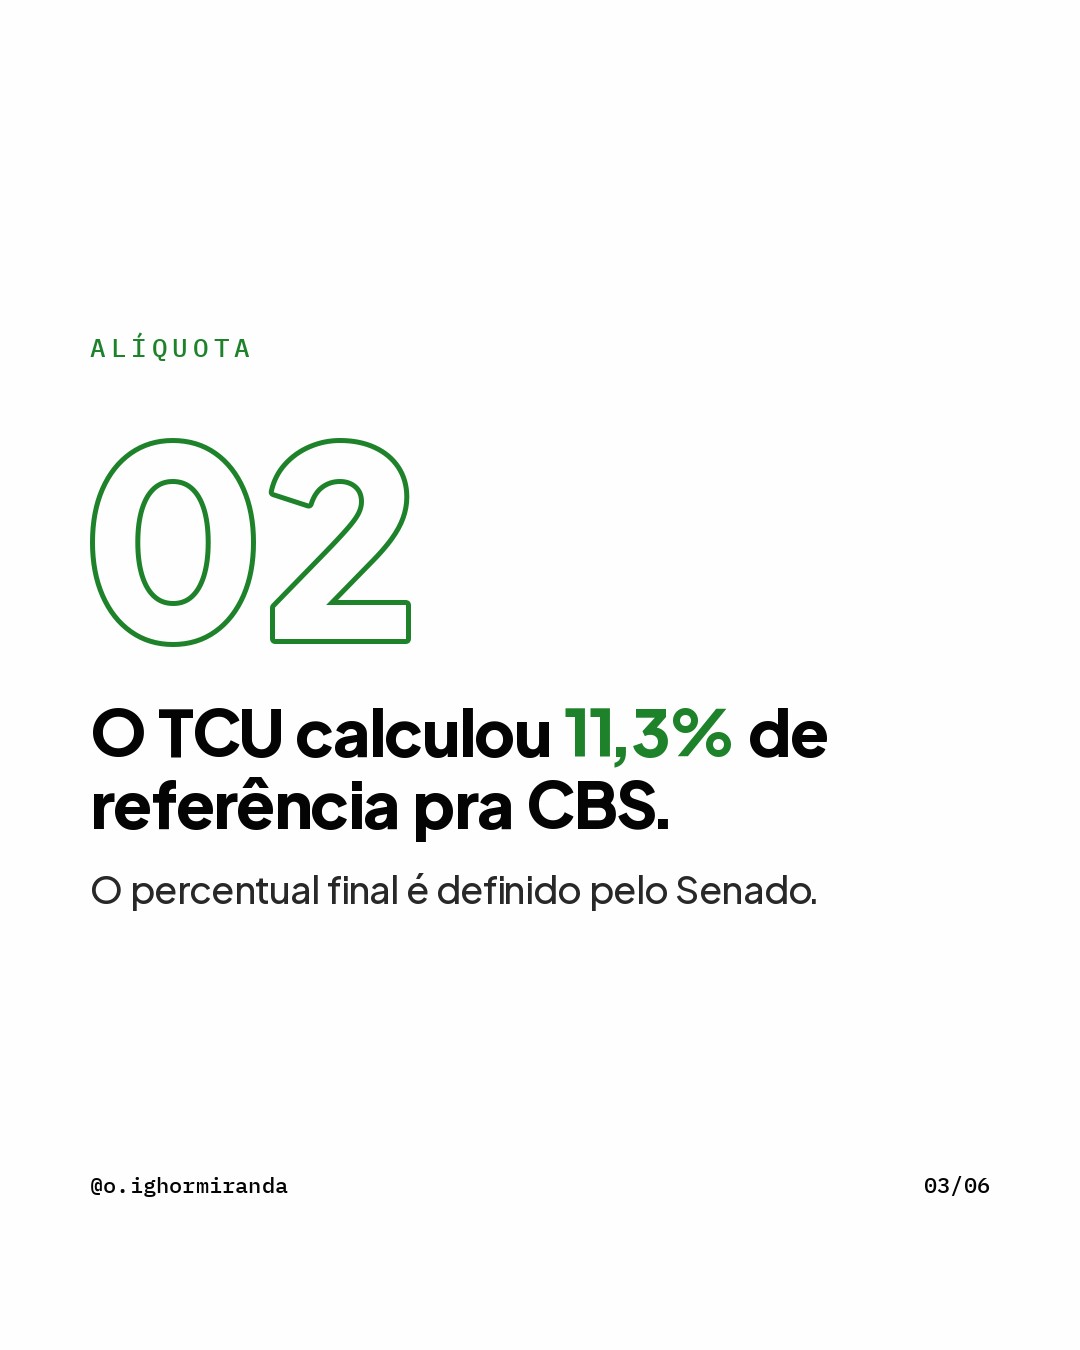 ALÍQUOTA
02
O TCU calculou 11,3% de
referência pra CBS.
O percentual final é definido pelo Senado.
@o.ighormiranda
03/06